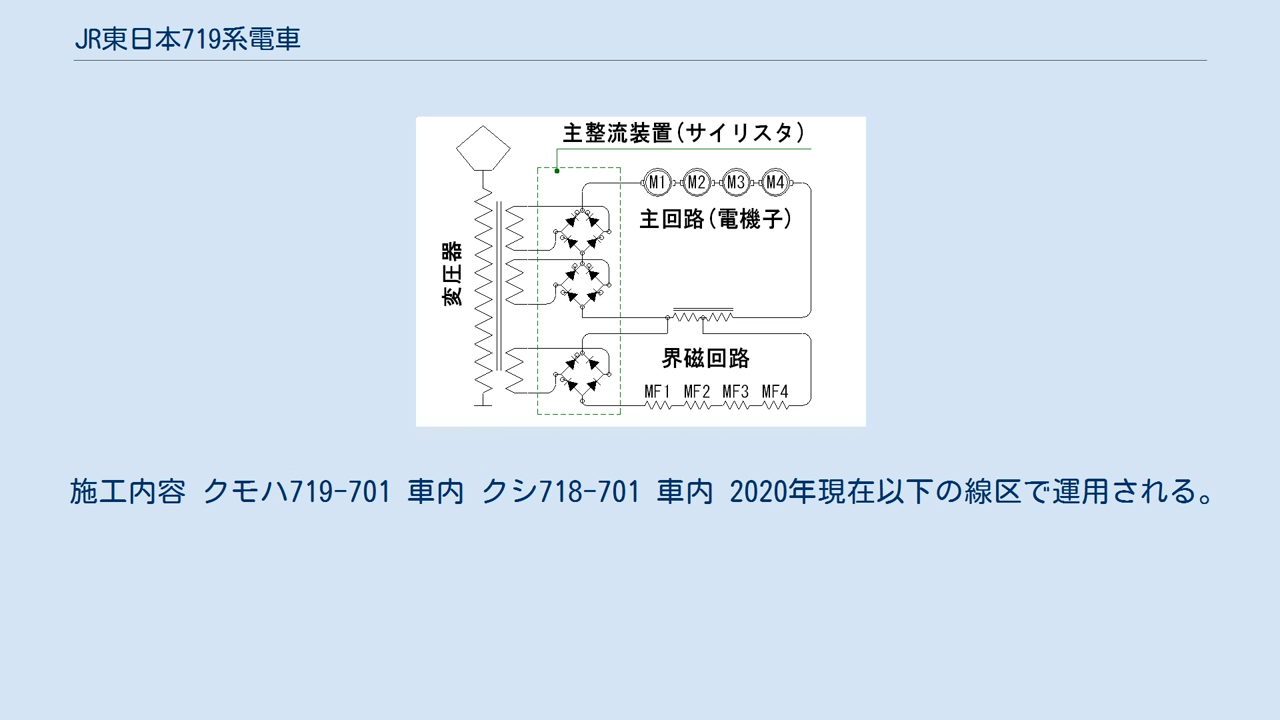 JR東日本719系電車
主整流装置(サイリスタ)
M1 M2 M3 M4
主回路(電機子)
変圧器
界磁回路
MF1 MF2 MF3 MF4
施工内容 クモハ719-701 車内 クシ718-701 車内 2020年現在以下の線区で運用される。